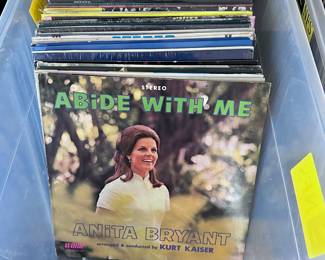 STEREO
ABiDE WiTH ME
ANiTA BRYANT
arranged & conducted by KURT KAISER